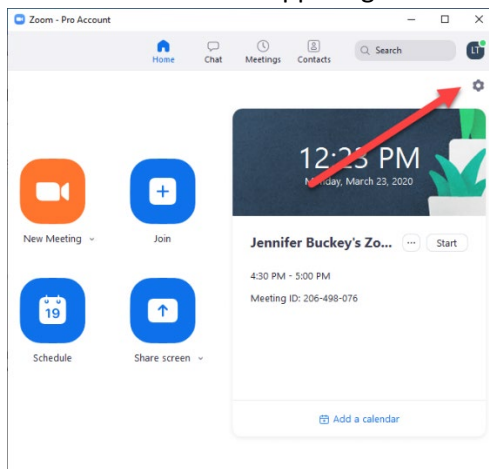 Zoom - Pro Account
Home Chat Meetings Contacts Search LT
12:23 PM
Monday, March 23, 2020
New Meeting Join
Jennifer Buckey's Zo... ... Start
4:30 PM - 5:00 PM
Meeting ID: 206-498-076
19
Schedule Share screen
Add a calendar